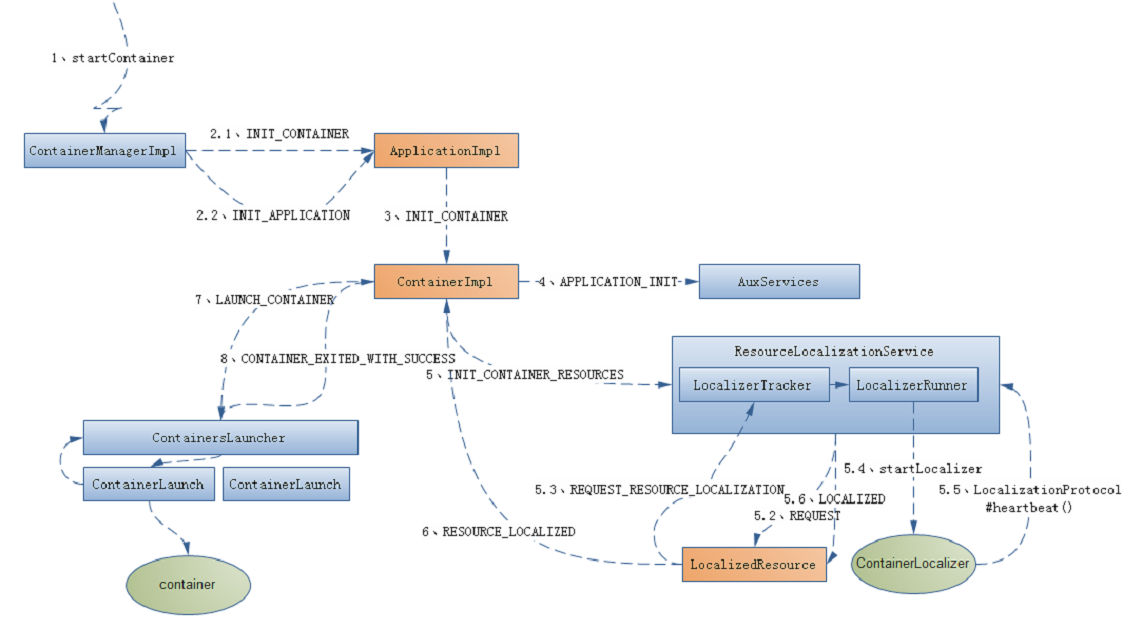 1、startContainer
2.1、INIT_CONTAINER
ContainerManagerImpl
ApplicationImpl
2.2、INIT_APPLICATION
3、INIT_CONTAINER
ContainerImpl
4、APPLICATION_INIT
AuxServices
7、LAUNCH_CONTAINER
8、CONTAINER_EXITED_WITH_SUCCESS
5、INIT_CONTAINER_RESOURCES
ResourceLocalizationService
LocalizerTracker
LocalizerRunner
ContainersLauncher
ContainerLaunch
ContainerLaunch
5.4、startLocalizer
5.3、REQUEST_RESOURCE_LOCALIZATION
5.6、LOCALIZED
5.5、LocalizationProtocol
#heartbeat()
5.2、REQUEST
6、RESOURCE_LOCALIZED
LocalizedResource
ContainerLocalizer
container